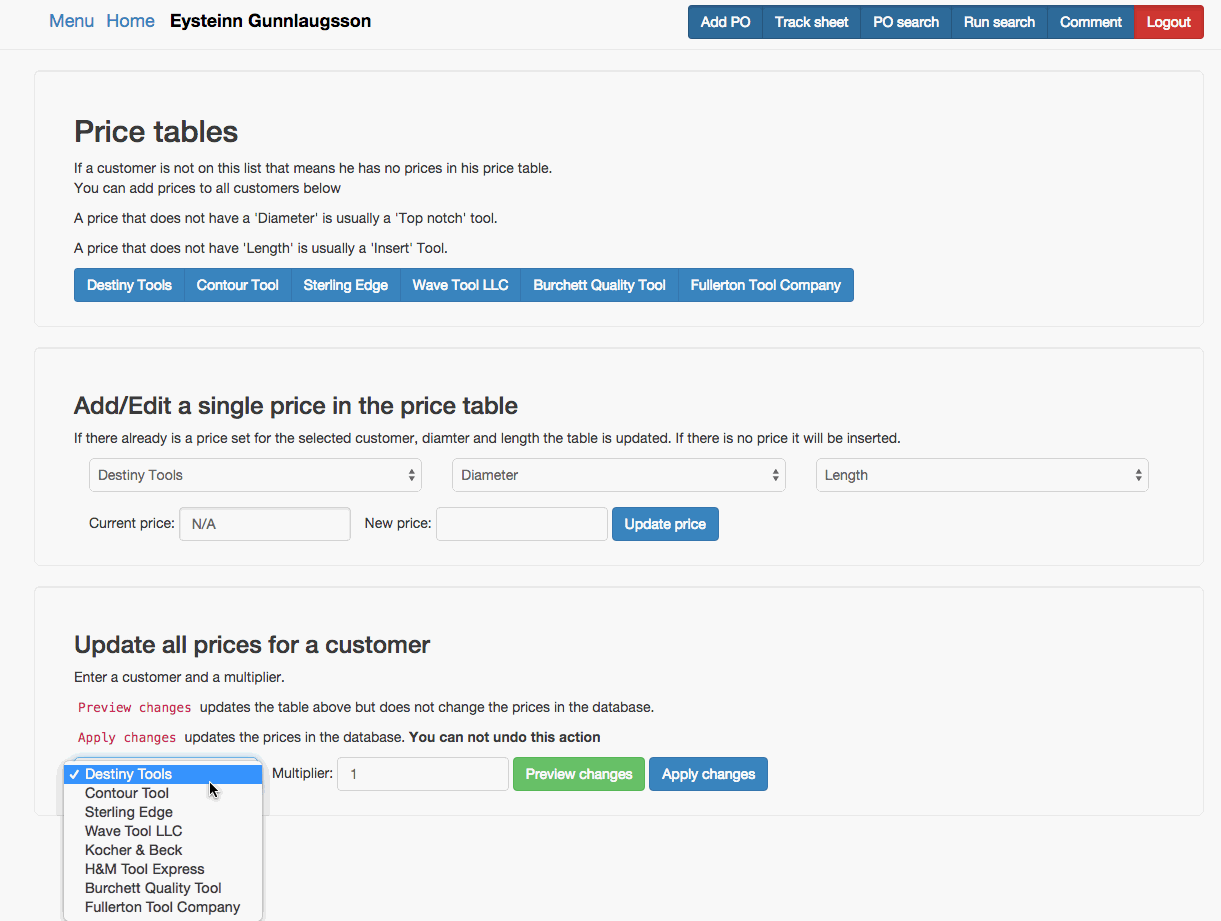 Menu Home Eysteinn Gunnlaugsson Add PO Track sheet PO search Run search Comment Logout
Price tables
If a customer is not on this list that means he has no prices in his price table.
You can add prices to all customers below
A price that does not have a 'Diameter' is usually a 'Top notch' tool.
A price that does not have 'Length' is usually a 'Insert' Tool.
Destiny Tools Contour Tool Sterling Edge Wave Tool LLC Burchett Quality Tool Fullerton Tool Company
Add/Edit a single price in the price table
If there already is a price set for the selected customer, diamter and length the table is updated. If there is no price it will be inserted.
Destiny Tools Diameter Length
Current price: N/A New price: Update price
Update all prices for a customer
Enter a customer and a multiplier.
Preview changes updates the table above but does not change the prices in the database.
Apply changes updates the prices in the database. You can not undo this action
✓ Destiny Tools Multiplier: 1 Preview changes Apply changes
Contour Tool
Sterling Edge
Wave Tool LLC
Kocher & Beck
H&M Tool Express
Burchett Quality Tool
Fullerton Tool Company